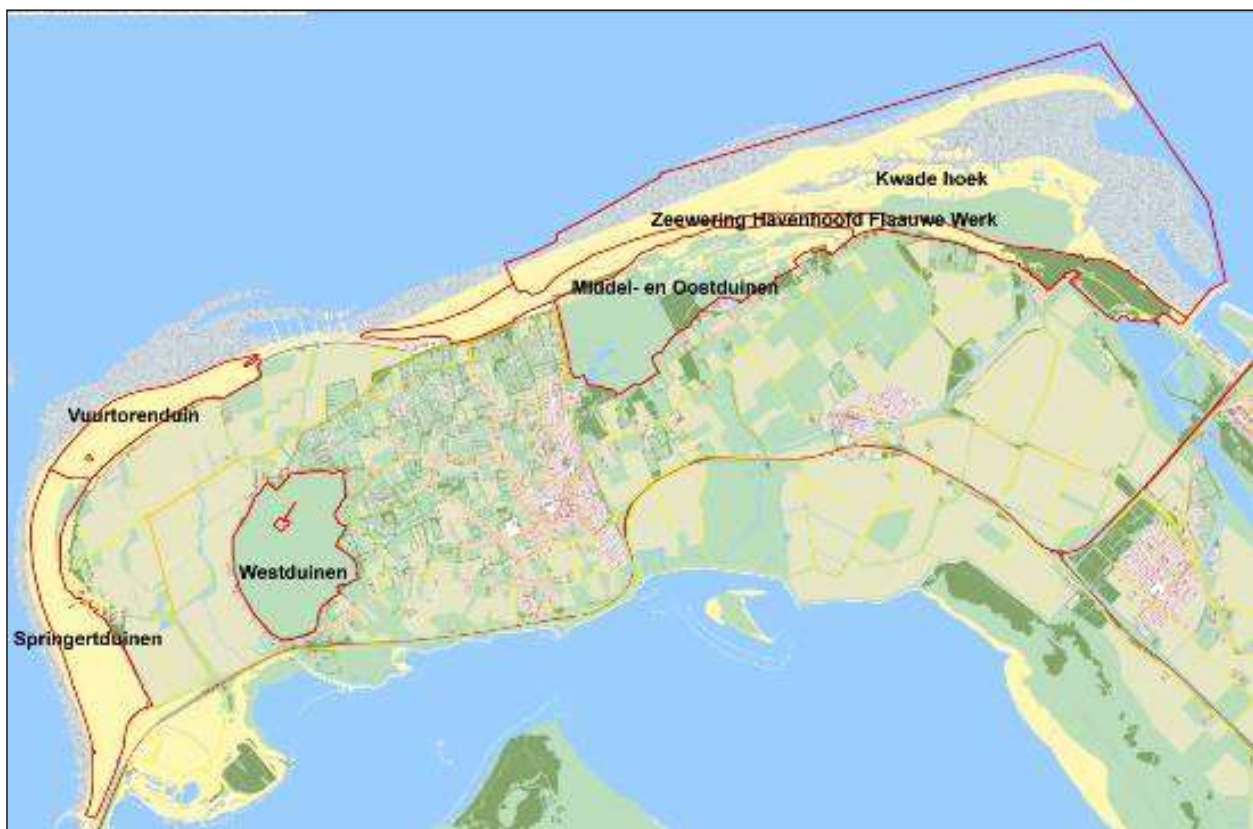 Kwade hoek
Zeewering Havenhoofd Flaauwe Werk
Middel- en Oostduinen
Vuurtorenduin
Westduinen
Springertduinen